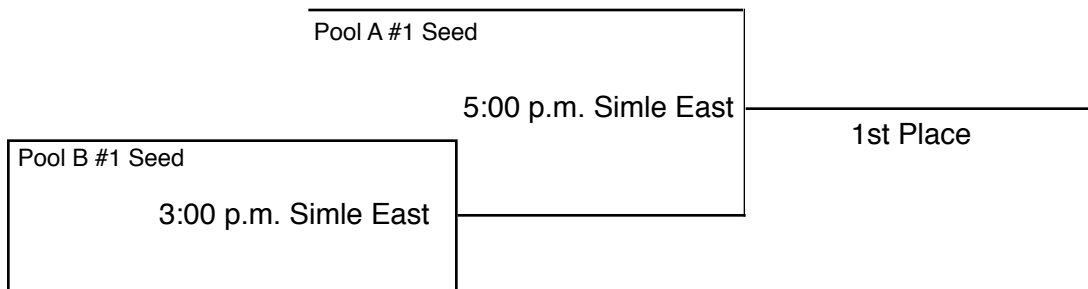 Pool A #1 Seed
5:00 p.m. Simle East
1st Place
Pool B #1 Seed
3:00 p.m. Simle East